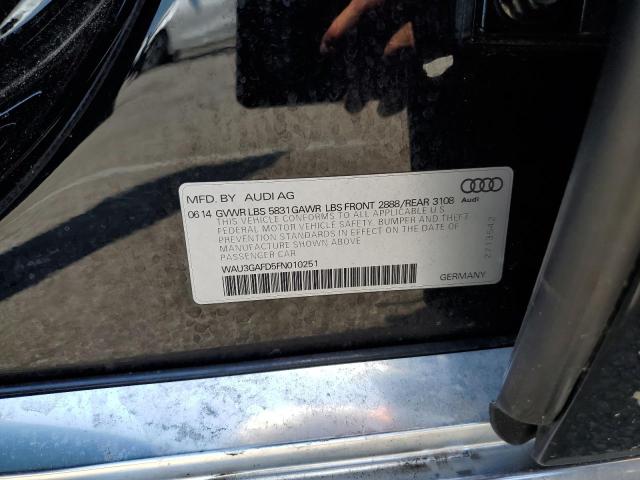 MFD. BY AUDI AG
0614 GVWR LBS 5831 GAWR LBS FRONT 2888/REAR 3108
THIS VEHICLE CONFORMS TO ALL APPLICABLE U.S.
FEDERAL MOTOR VEHICLE SAFETY, BUMPER AND THEFT
PREVENTION STANDARDS IN EFFECT ON THE DATE OF
MANUFACTURE SHOWN ABOVE
PASSENGER CAR
WAU3GAFD5FN010251
Audi
2713542
GERMANY